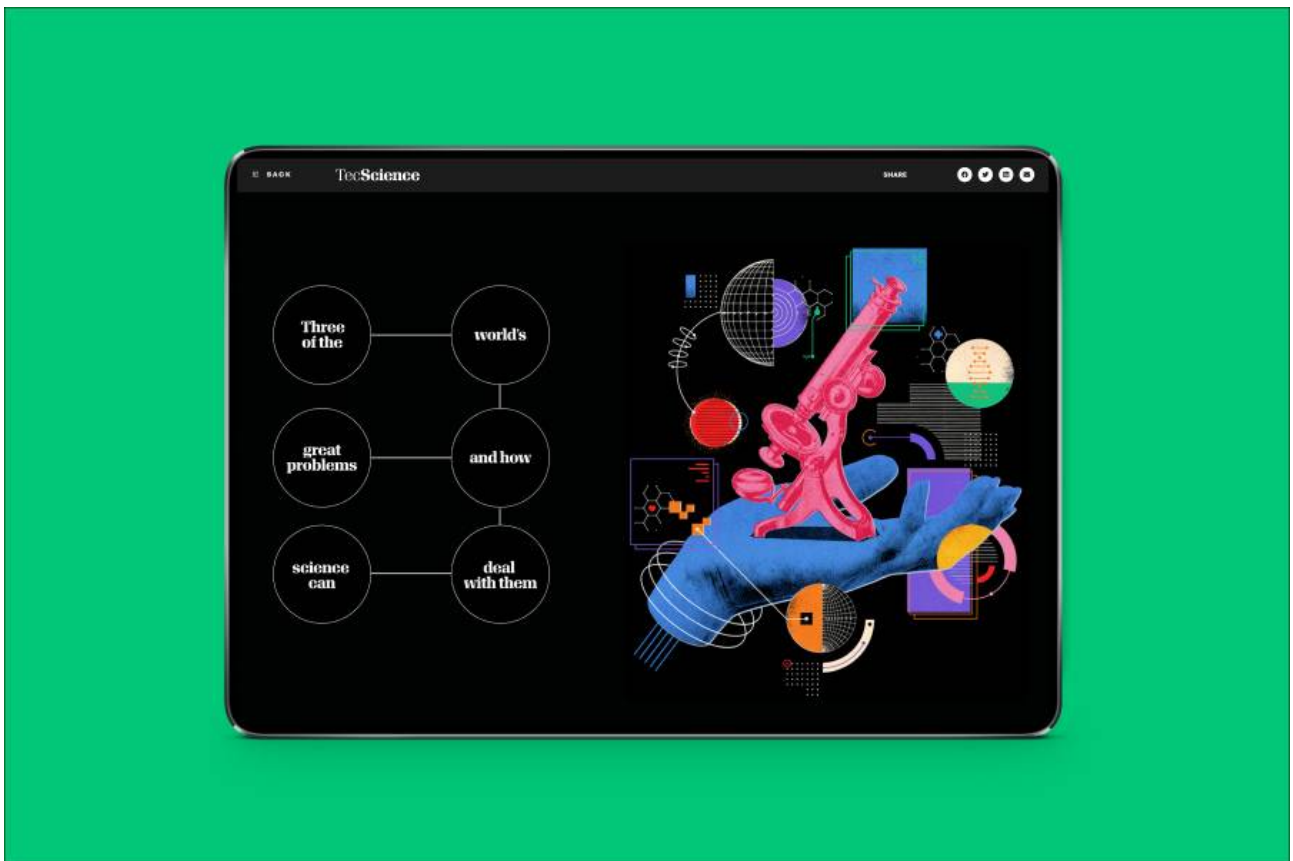 BACK
TecScience
SHARE
Three
of the
world's
great
problems
and how
science
can
deal
with them